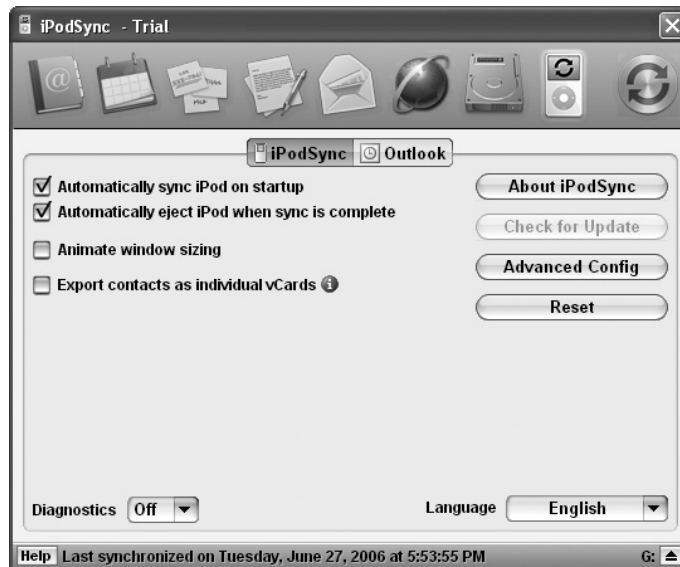 iPodSync - Trial
iPodSync Outlook
Automatically sync iPod on startup
Automatically eject iPod when sync is complete
Animate window sizing
Export contacts as individual vCards
About iPodSync
Check for Update
Advanced Config
Reset
Diagnostics Off
Language English
Help Last synchronized on Tuesday, June 27, 2006 at 5:53:55 PM G: